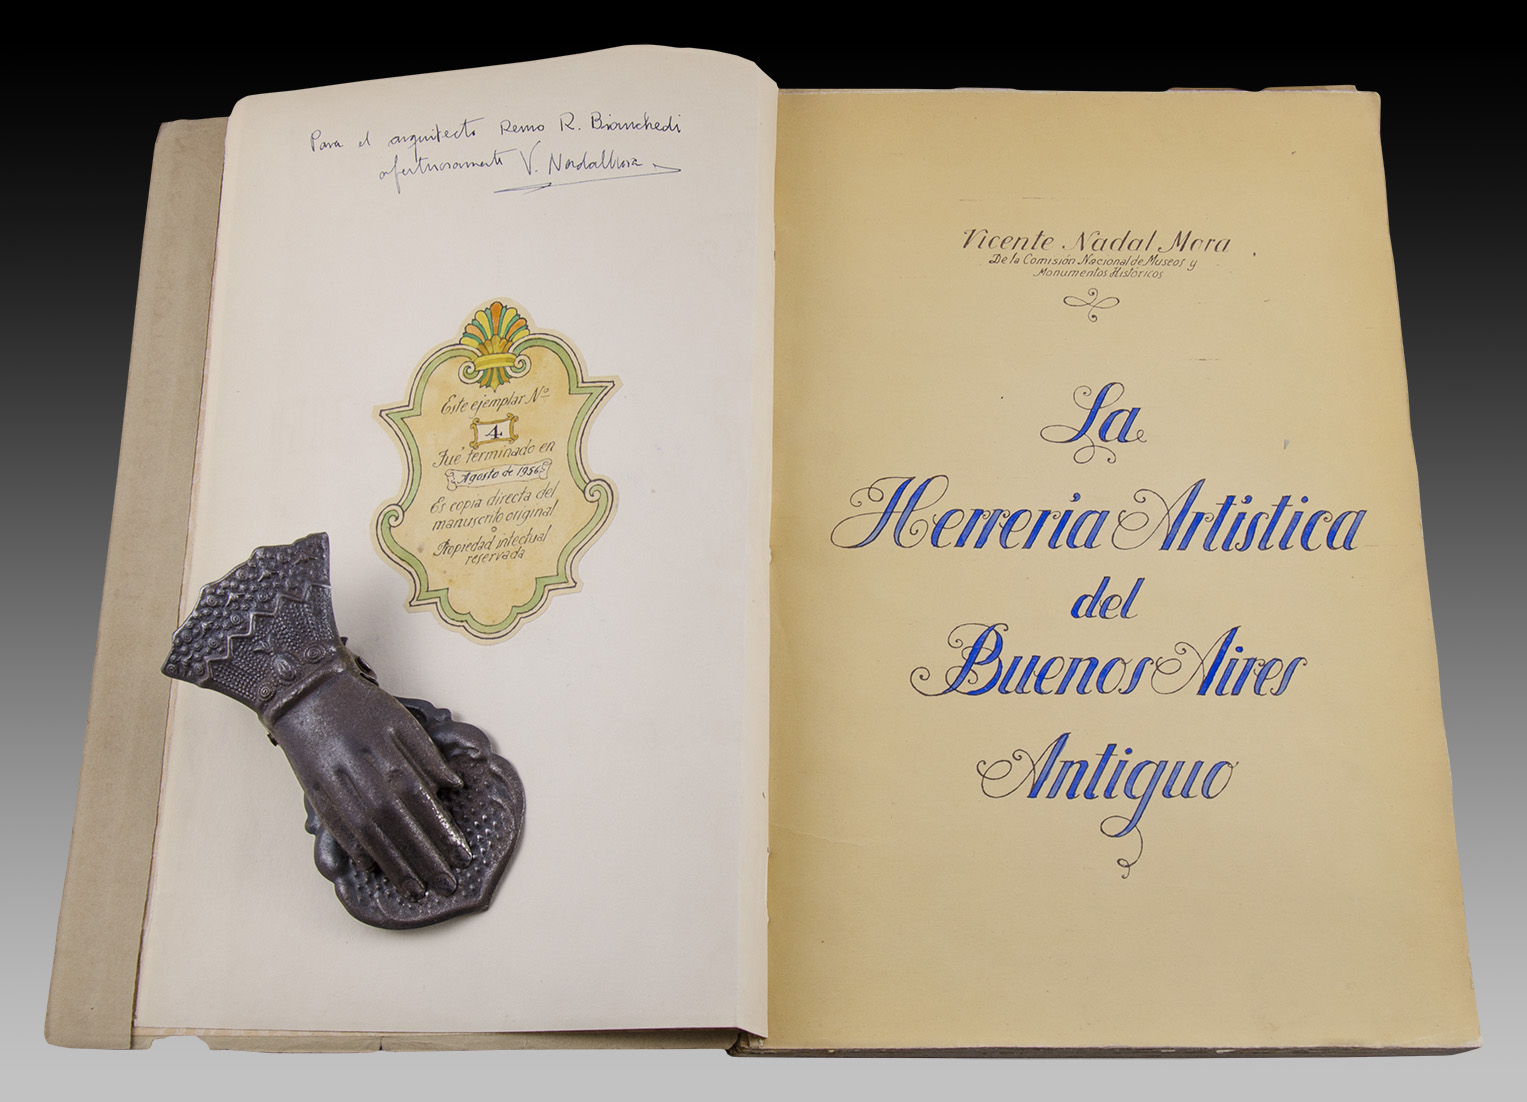 Para el arquitecto Remo R. Bianchedi
afectuosamente V. NadalMora
Este ejemplar Nº
4
Fué terminado en
Agosto de 1956
Es copia directa del
manuscrito original.
Propiedad intectual
reservada
Vicente Nadal Mora
De la Comisión Nacional de Museos y
Monumentos Históricos
La
Herrería Artística
del
Buenos Aires
Antiguo